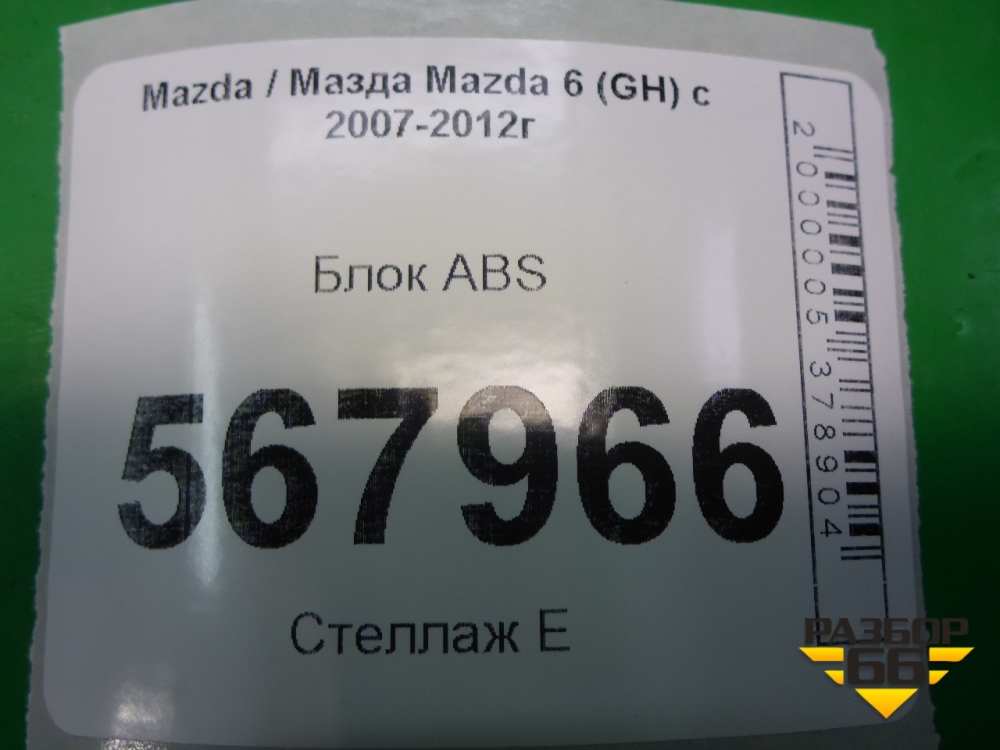 Mazda / Мазда Mazda 6 (GH) с
2007-2012г
Блок ABS
567966
Стеллаж Е
2000005378904
РАЗБОР
66